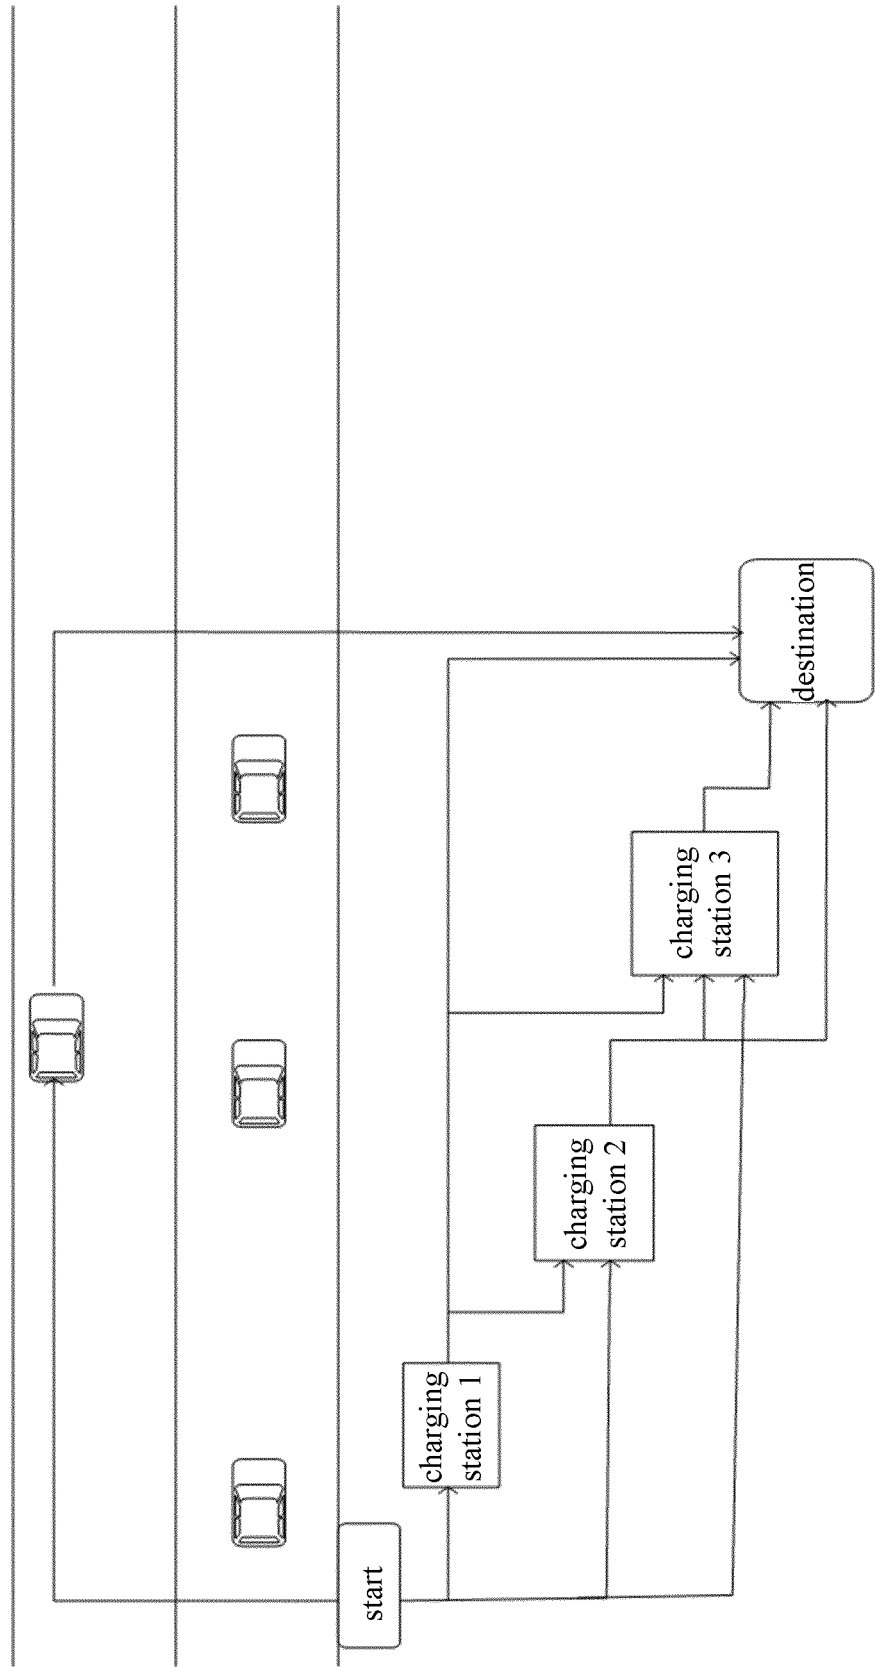 start
charging
station 1
charging
station 2
charging
station 3
destination